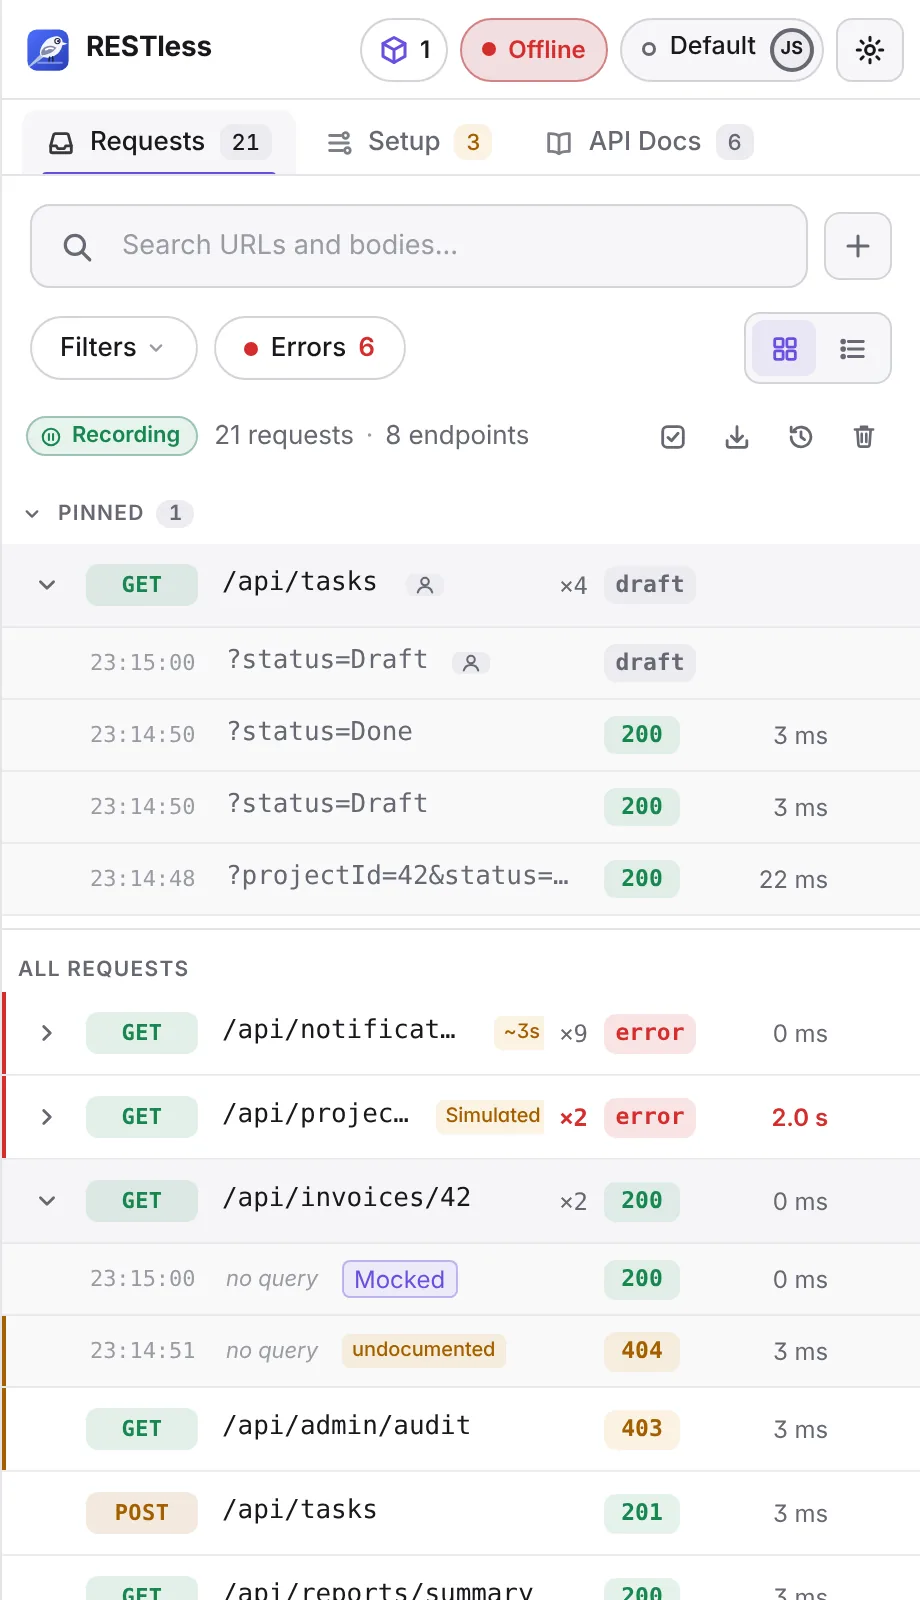 RESTless
1
Offline
Default
JS
Requests 21
Setup 3
API Docs 6
Search URLs and bodies...
Filters
Errors 6
Recording
21 requests · 8 endpoints
PINNED 1
GET /api/tasks ×4 draft
23:15:00 ?status=Draft draft
23:14:50 ?status=Done 200 3 ms
23:14:50 ?status=Draft 200 3 ms
23:14:48 ?projectId=42&status=… 200 22 ms
ALL REQUESTS
GET /api/notificat… ~3s ×9 error 0 ms
GET /api/projec… Simulated ×2 error 2.0 s
GET /api/invoices/42 ×2 200 0 ms
23:15:00 no query Mocked 200 0 ms
23:14:51 no query undocumented 404 3 ms
GET /api/admin/audit 403 3 ms
POST /api/tasks 201 3 ms
GET /api/reports/summary 200 3 ms